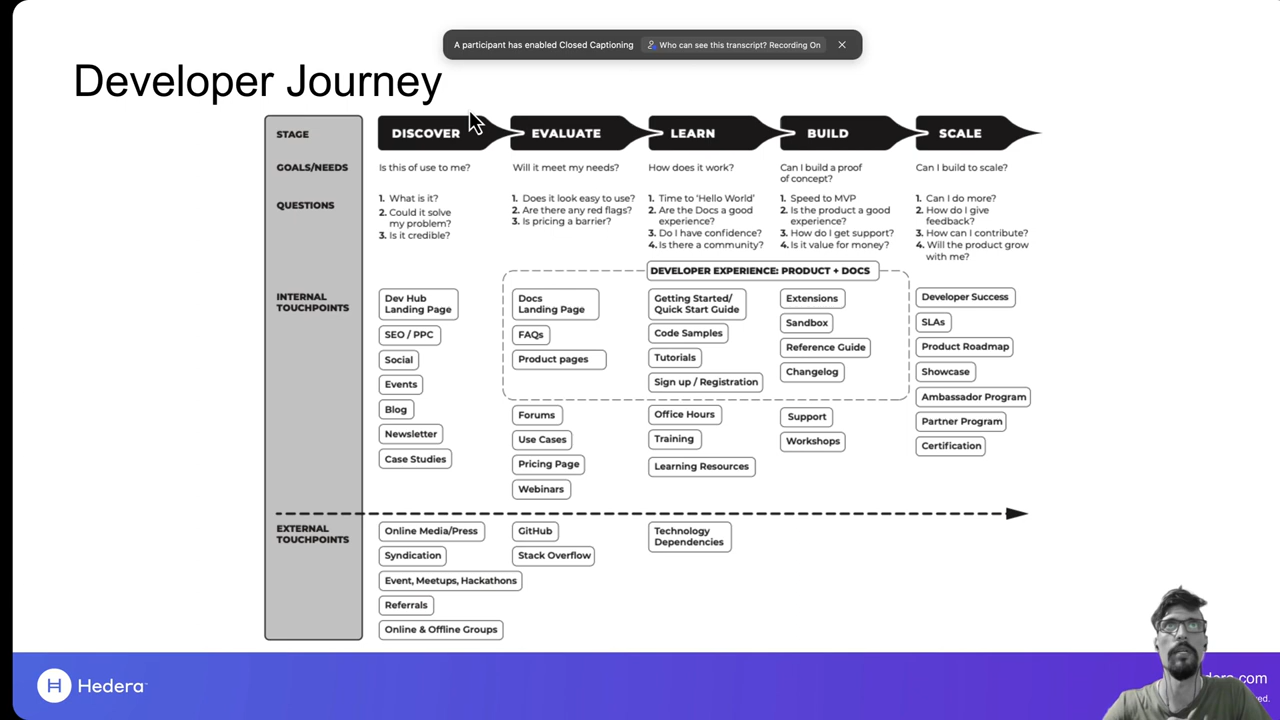 A participant has enabled Closed Captioning
Who can see this transcript? Recording On
Developer Journey
STAGE
DISCOVER
EVALUATE
LEARN
BUILD
SCALE
GOALS/NEEDS
Is this of use to me?
Will it meet my needs?
How does it work?
Can I build a proof
of concept?
Can I build to scale?
QUESTIONS
1. What is it?
2. Could it solve
my problem?
3. Is it credible?
1. Does it look easy to use?
2. Are there any red flags?
3. Is pricing a barrier?
1. Time to ‘Hello World’
2. Are the Docs a good
experience?
3. Do I have confidence?
4. Is there a community?
1. Speed to MVP
2. Is the product a good
experience?
3. How do I get support?
4. Is it value for money?
1. Can I do more?
2. How do I give
feedback?
3. How can I contribute?
4. Will the product grow
with me?
DEVELOPER EXPERIENCE: PRODUCT + DOCS
INTERNAL
TOUCHPOINTS
Dev Hub
Landing Page
SEO / PPC
Social
Events
Blog
Newsletter
Case Studies
Docs
Landing Page
FAQs
Product pages
Forums
Use Cases
Pricing Page
Webinars
Getting Started/
Quick Start Guide
Code Samples
Tutorials
Sign up / Registration
Office Hours
Training
Learning Resources
Extensions
Sandbox
Reference Guide
Changelog
Support
Workshops
Developer Success
SLAs
Product Roadmap
Showcase
Ambassador Program
Partner Program
Certification
EXTERNAL
TOUCHPOINTS
Online Media/Press
Syndication
Event, Meetups, Hackathons
Referrals
Online & Offline Groups
GitHub
Stack Overflow
Technology
Dependencies
H Hedera